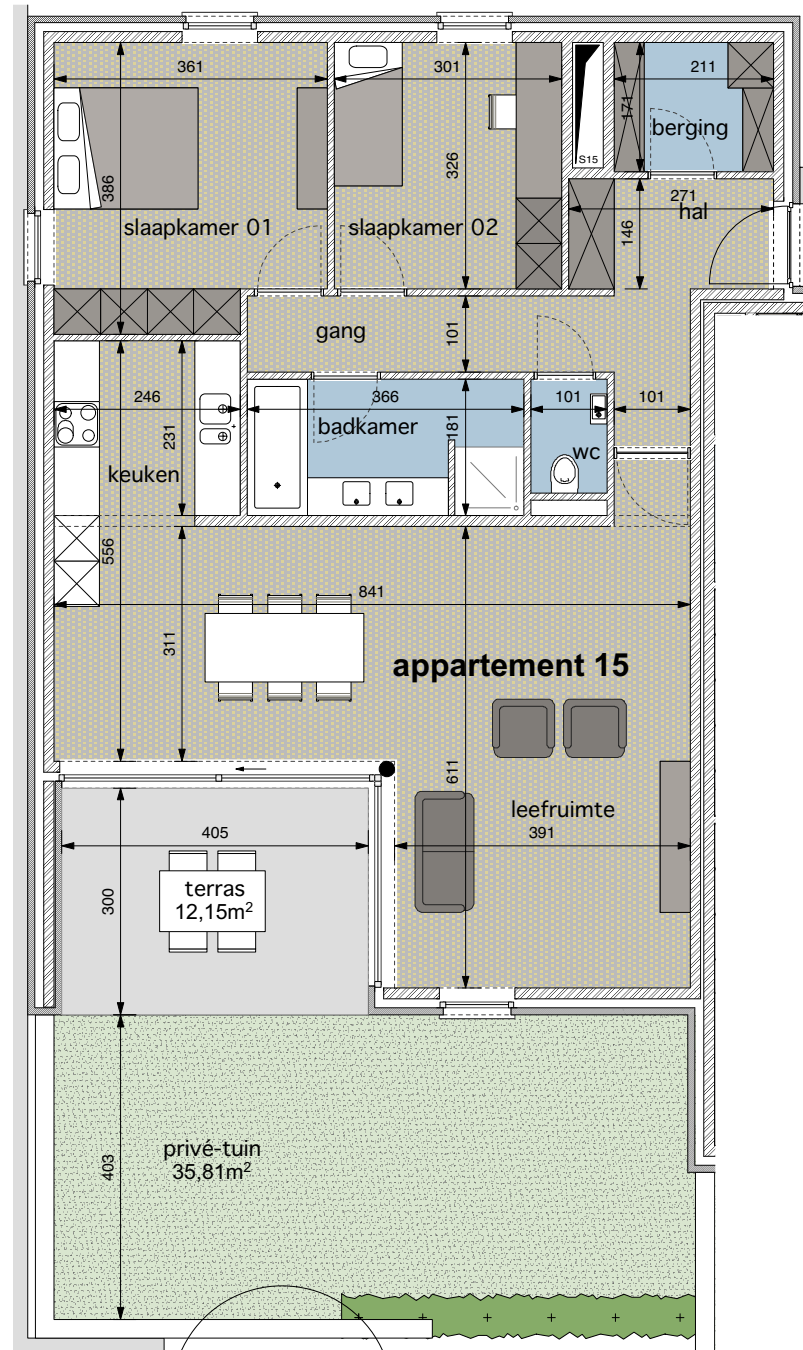 361
301
211
171
berging
S15
386
326
slaapkamer 01
slaapkamer 02
271
hal
146
gang
101
246
366
101
101
231
badkamer
181
wc
keuken
556
841
311
appartement 15
611
leefruimte
391
405
300
terras
12,15m²
403
privé-tuin
35,81m²